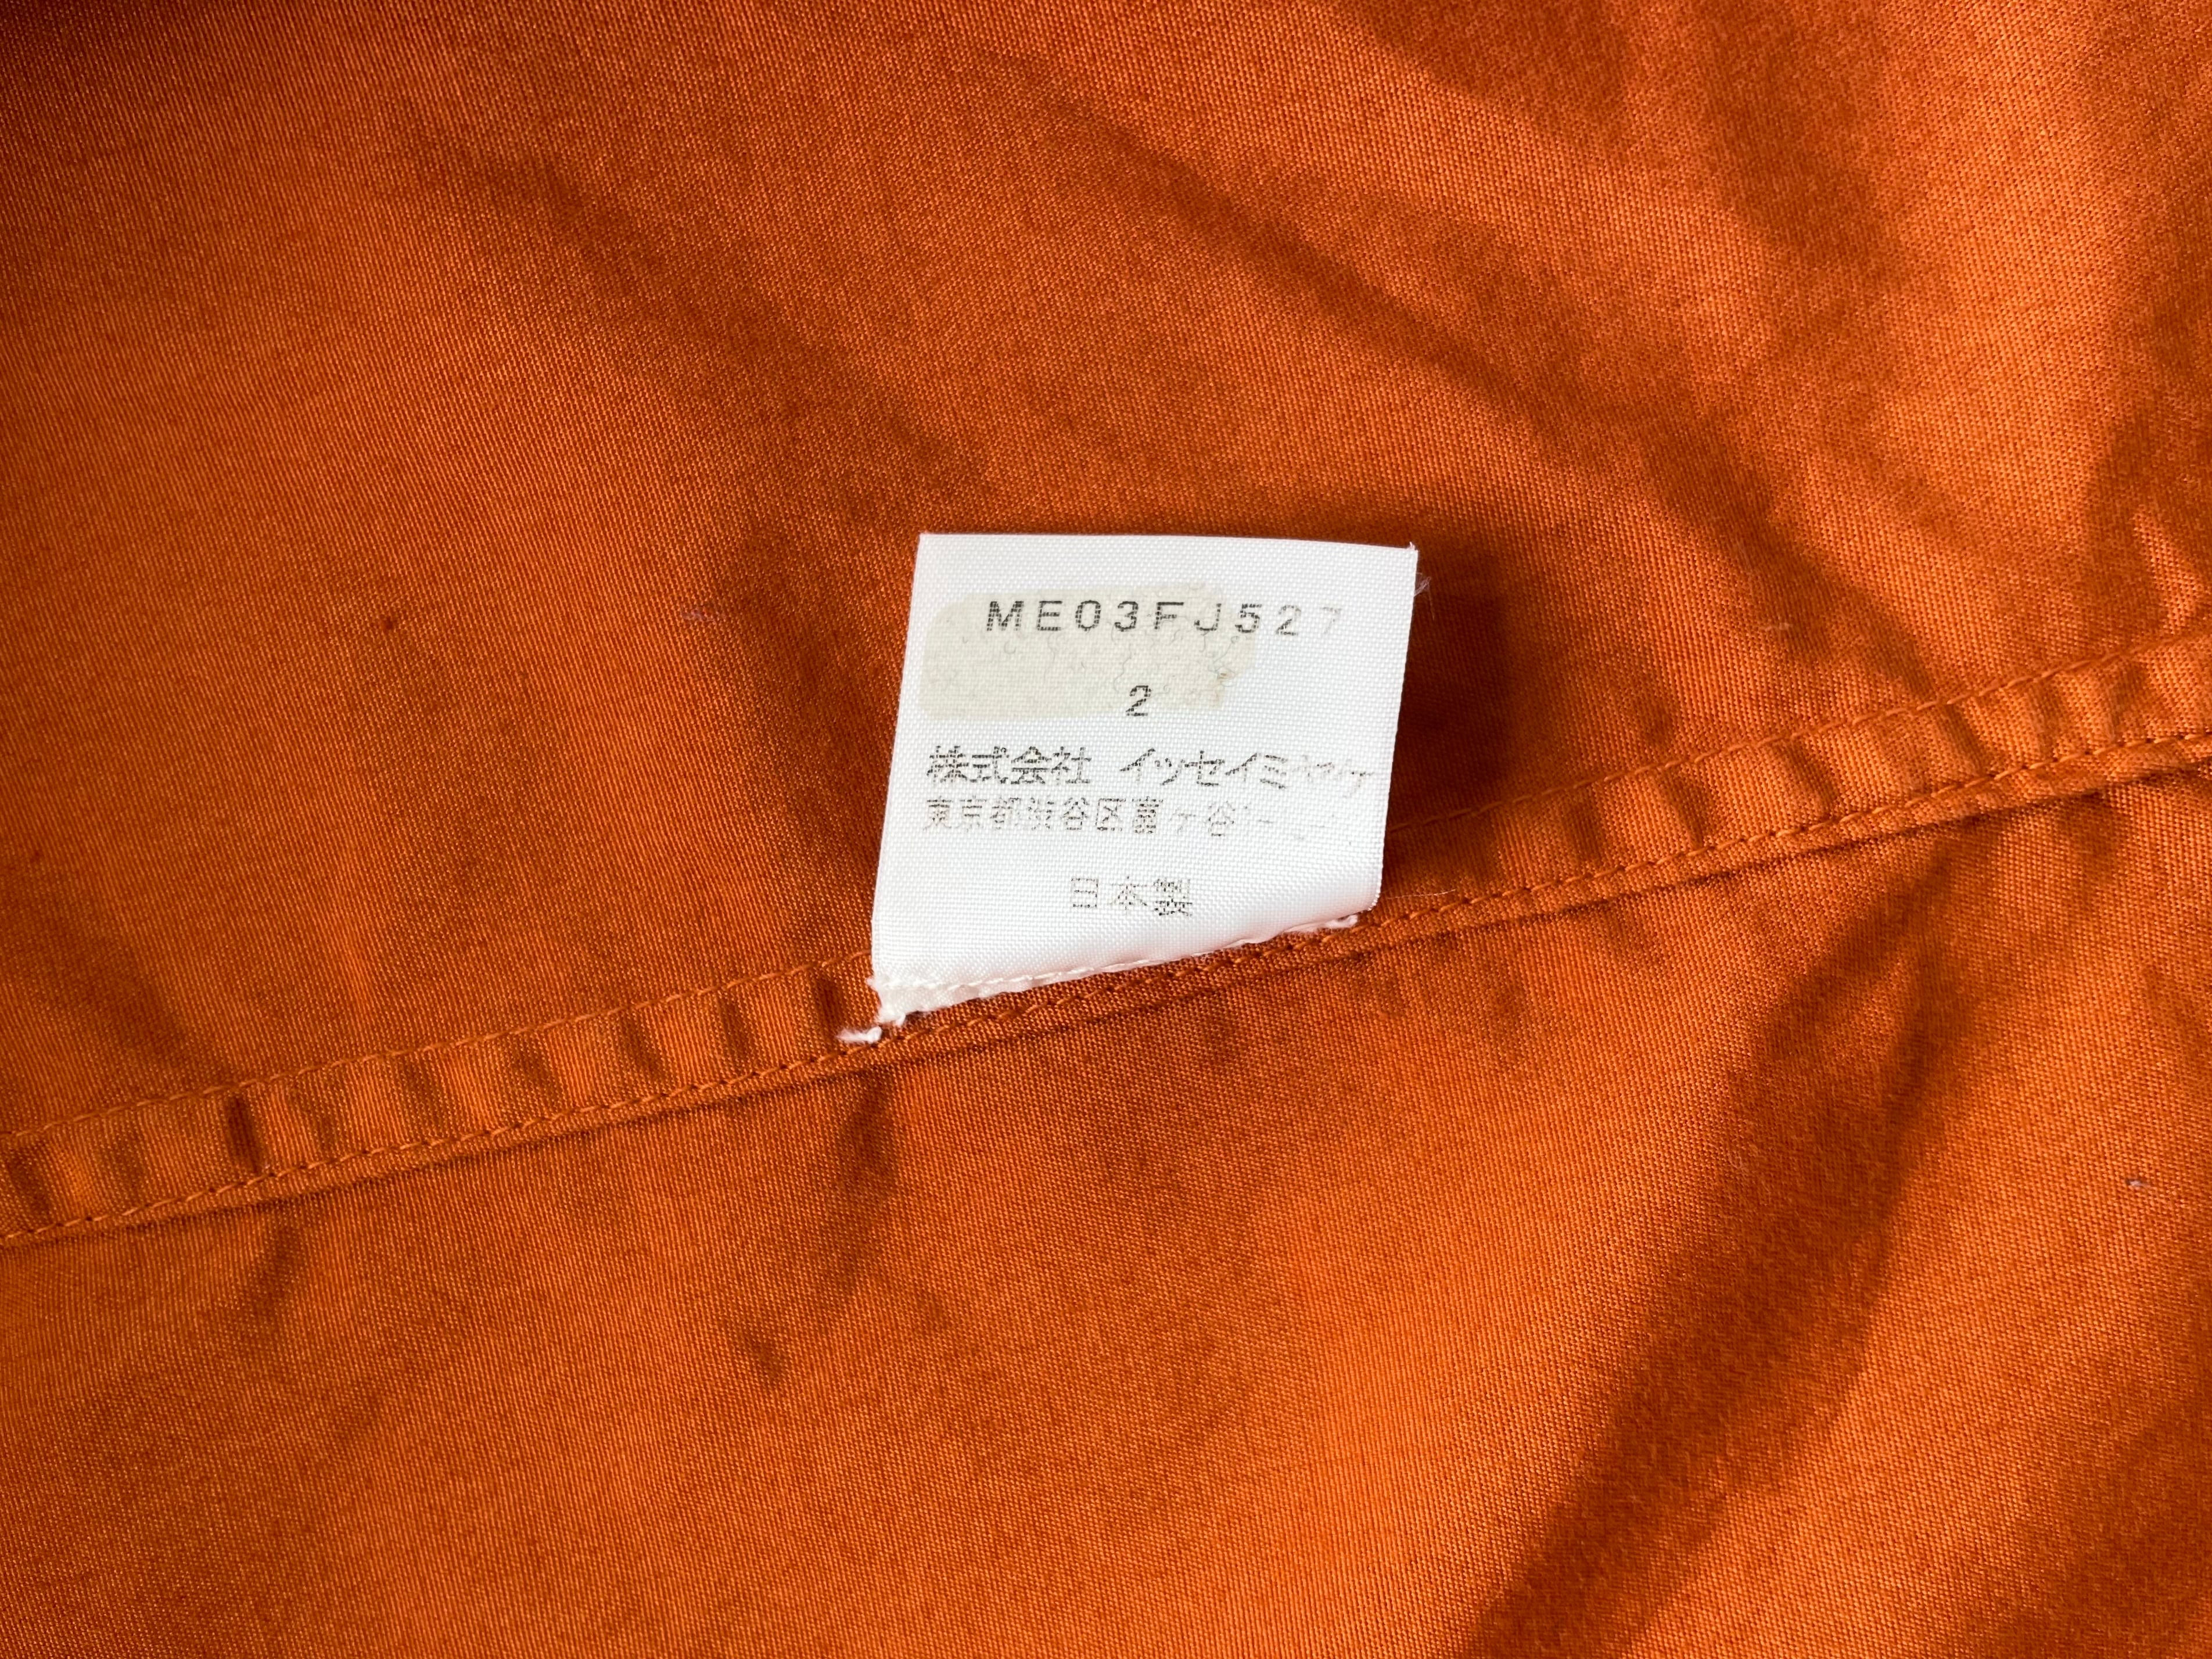 ME03FJ527
2
株式会社 イッセイミヤケ
東京都渋谷区富ヶ谷
日本製